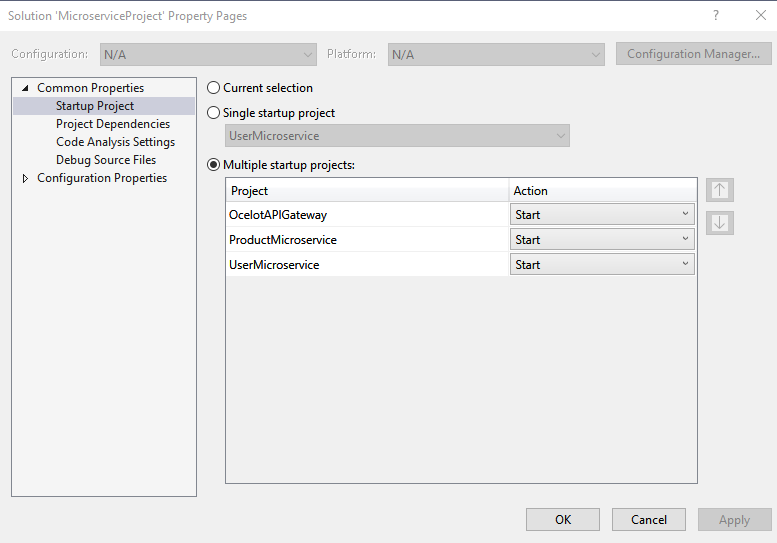 Solution 'MicroserviceProject' Property Pages
Configuration: N/A Platform: N/A Configuration Manager...
Common Properties
Startup Project
Project Dependencies
Code Analysis Settings
Debug Source Files
Configuration Properties
Current selection
Single startup project
UserMicroservice
Multiple startup projects:
Project Action
OcelotAPIGateway Start
ProductMicroservice Start
UserMicroservice Start
OK Cancel Apply